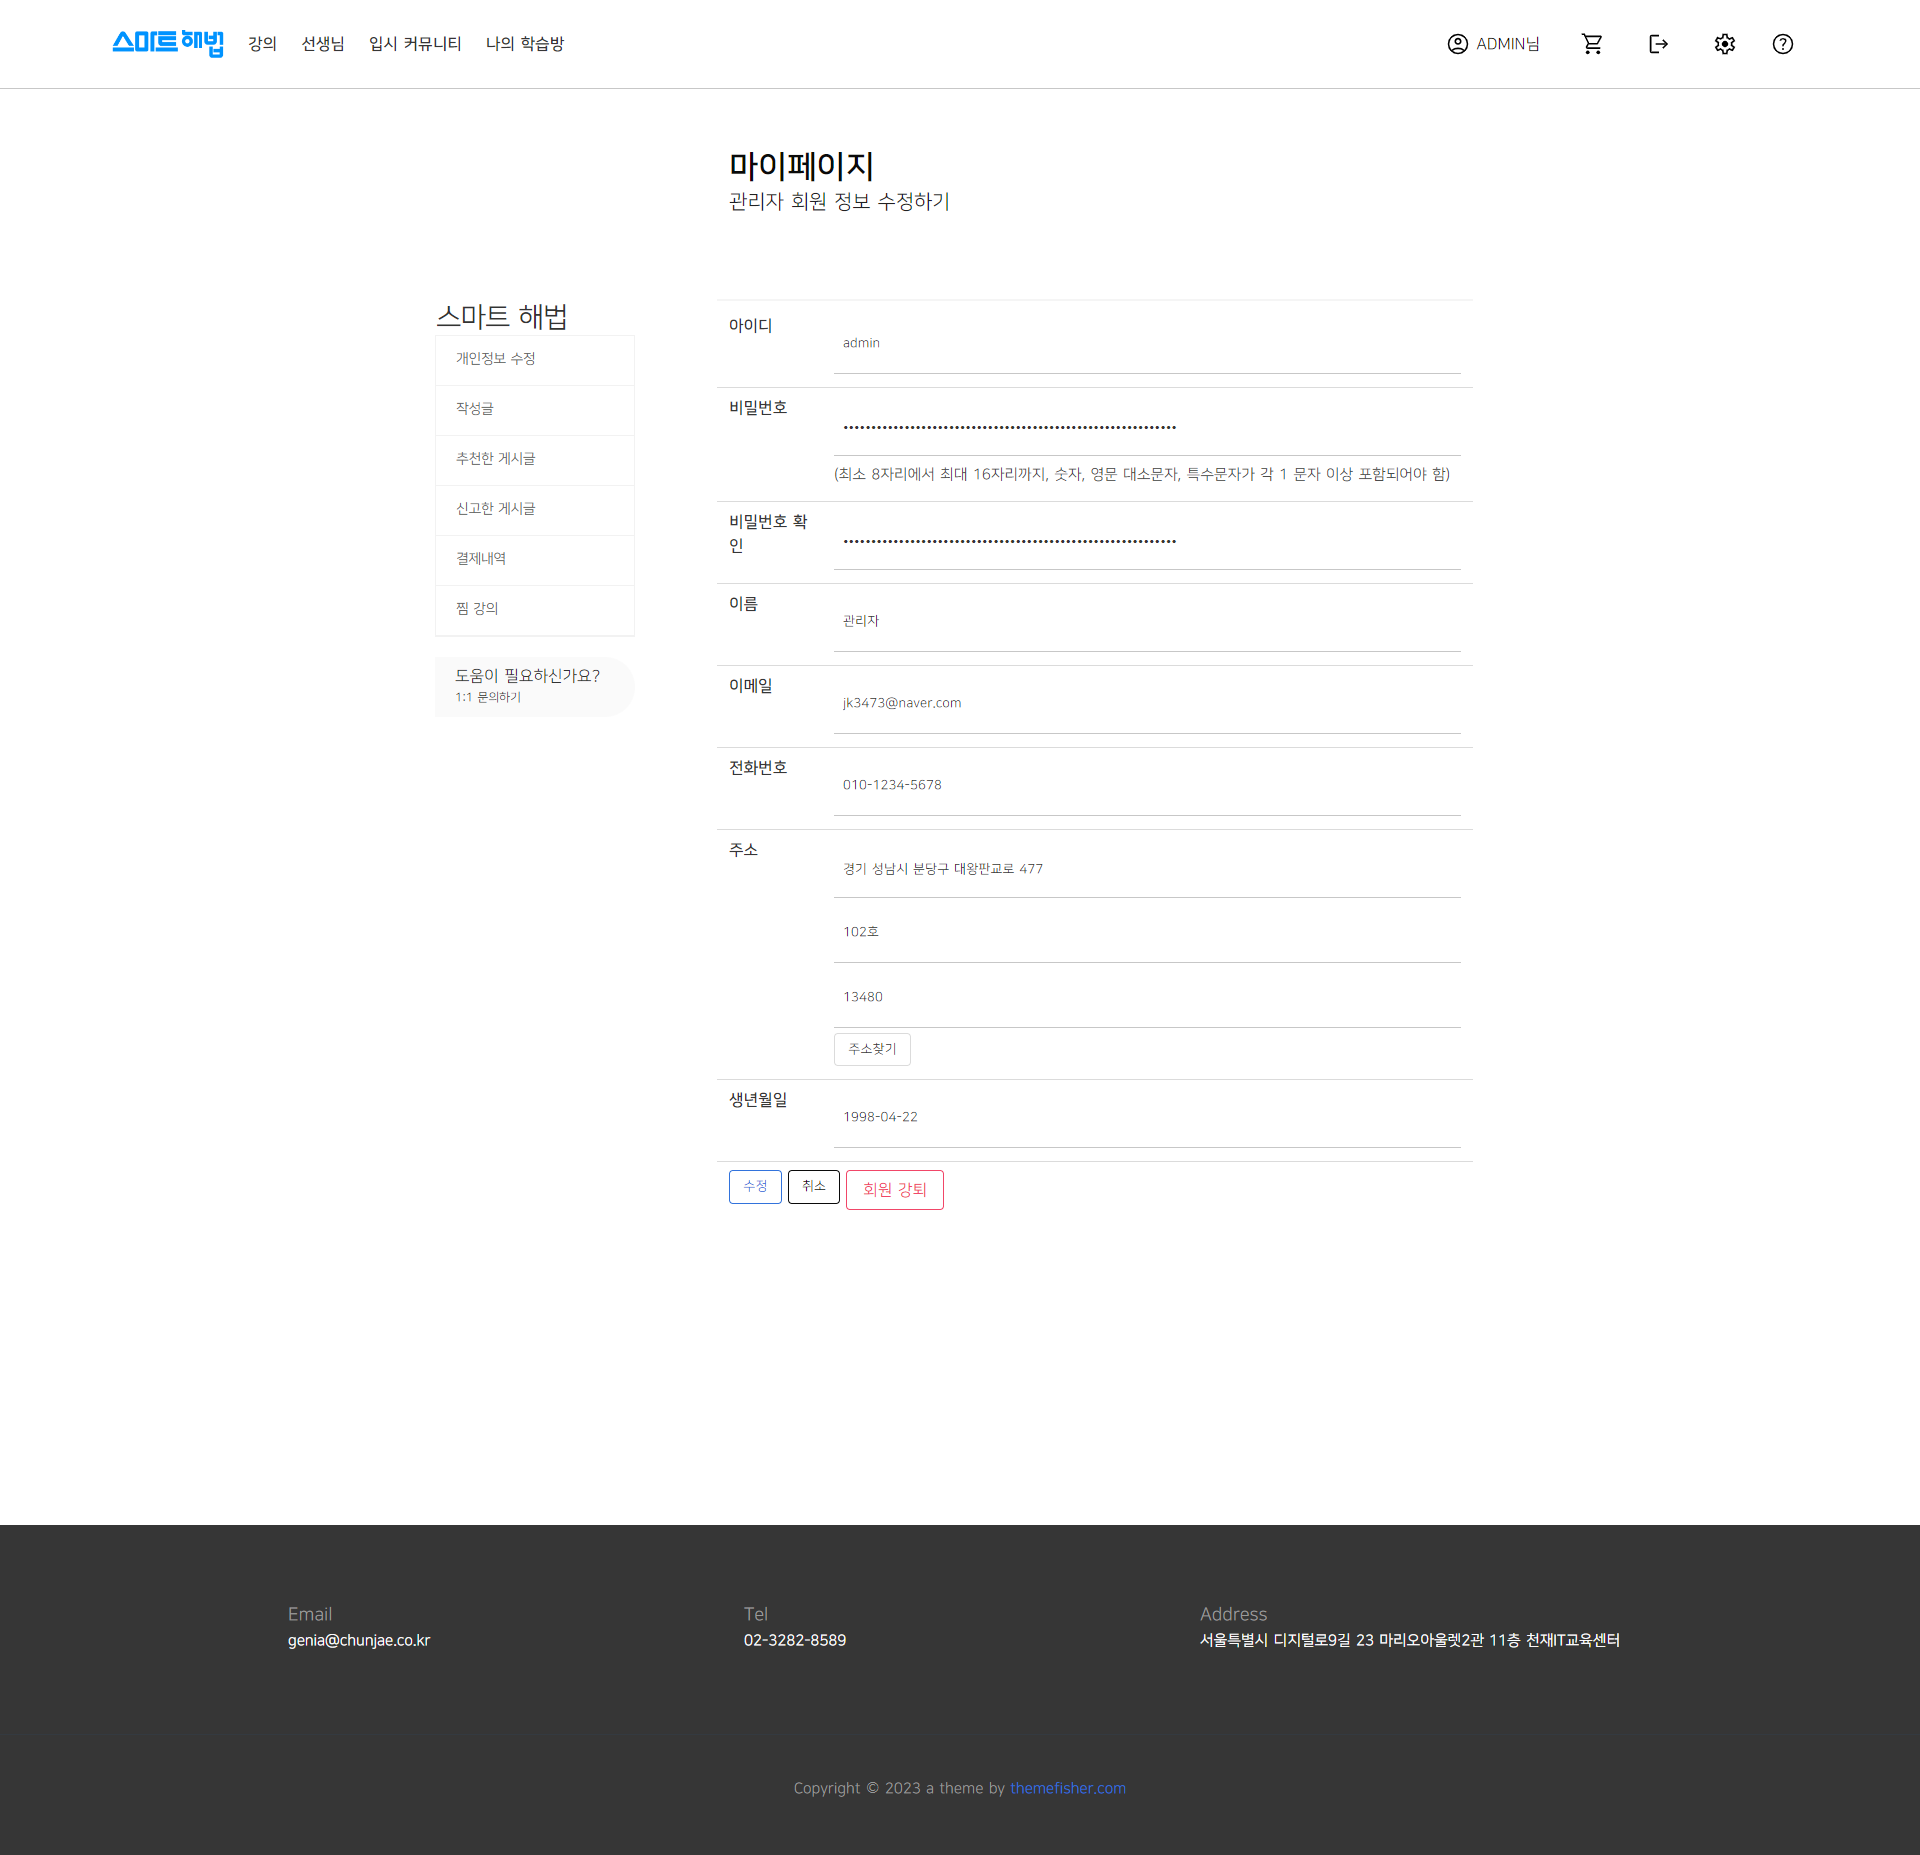 스마트 해법 강의 선생님 입시 커뮤니티 나의 학습방 ADMIN님
마이페이지
관리자 회원 정보 수정하기
스마트 해법
개인정보 수정
작성글
추천한 게시글
신고한 게시글
결제내역
찜 강의
도움이 필요하신가요?
1:1 문의하기
아이디
admin
비밀번호
(최소 8자리에서 최대 16자리까지, 숫자, 영문 대소문자, 특수문자가 각 1 문자 이상 포함되어야 함)
비밀번호 확
인
이름
관리자
이메일
jk3473@naver.com
전화번호
010-1234-5678
주소
경기 성남시 분당구 대왕판교로 477
102호
13480
주소찾기
생년월일
1998-04-22
수정 취소 회원 강퇴
Email
genia@chunjae.co.kr
Tel
02-3282-8589
Address
서울특별시 디지털로9길 23 마리오아울렛2관 11층 천재IT교육센터
Copyright © 2023 a theme by themefisher.com